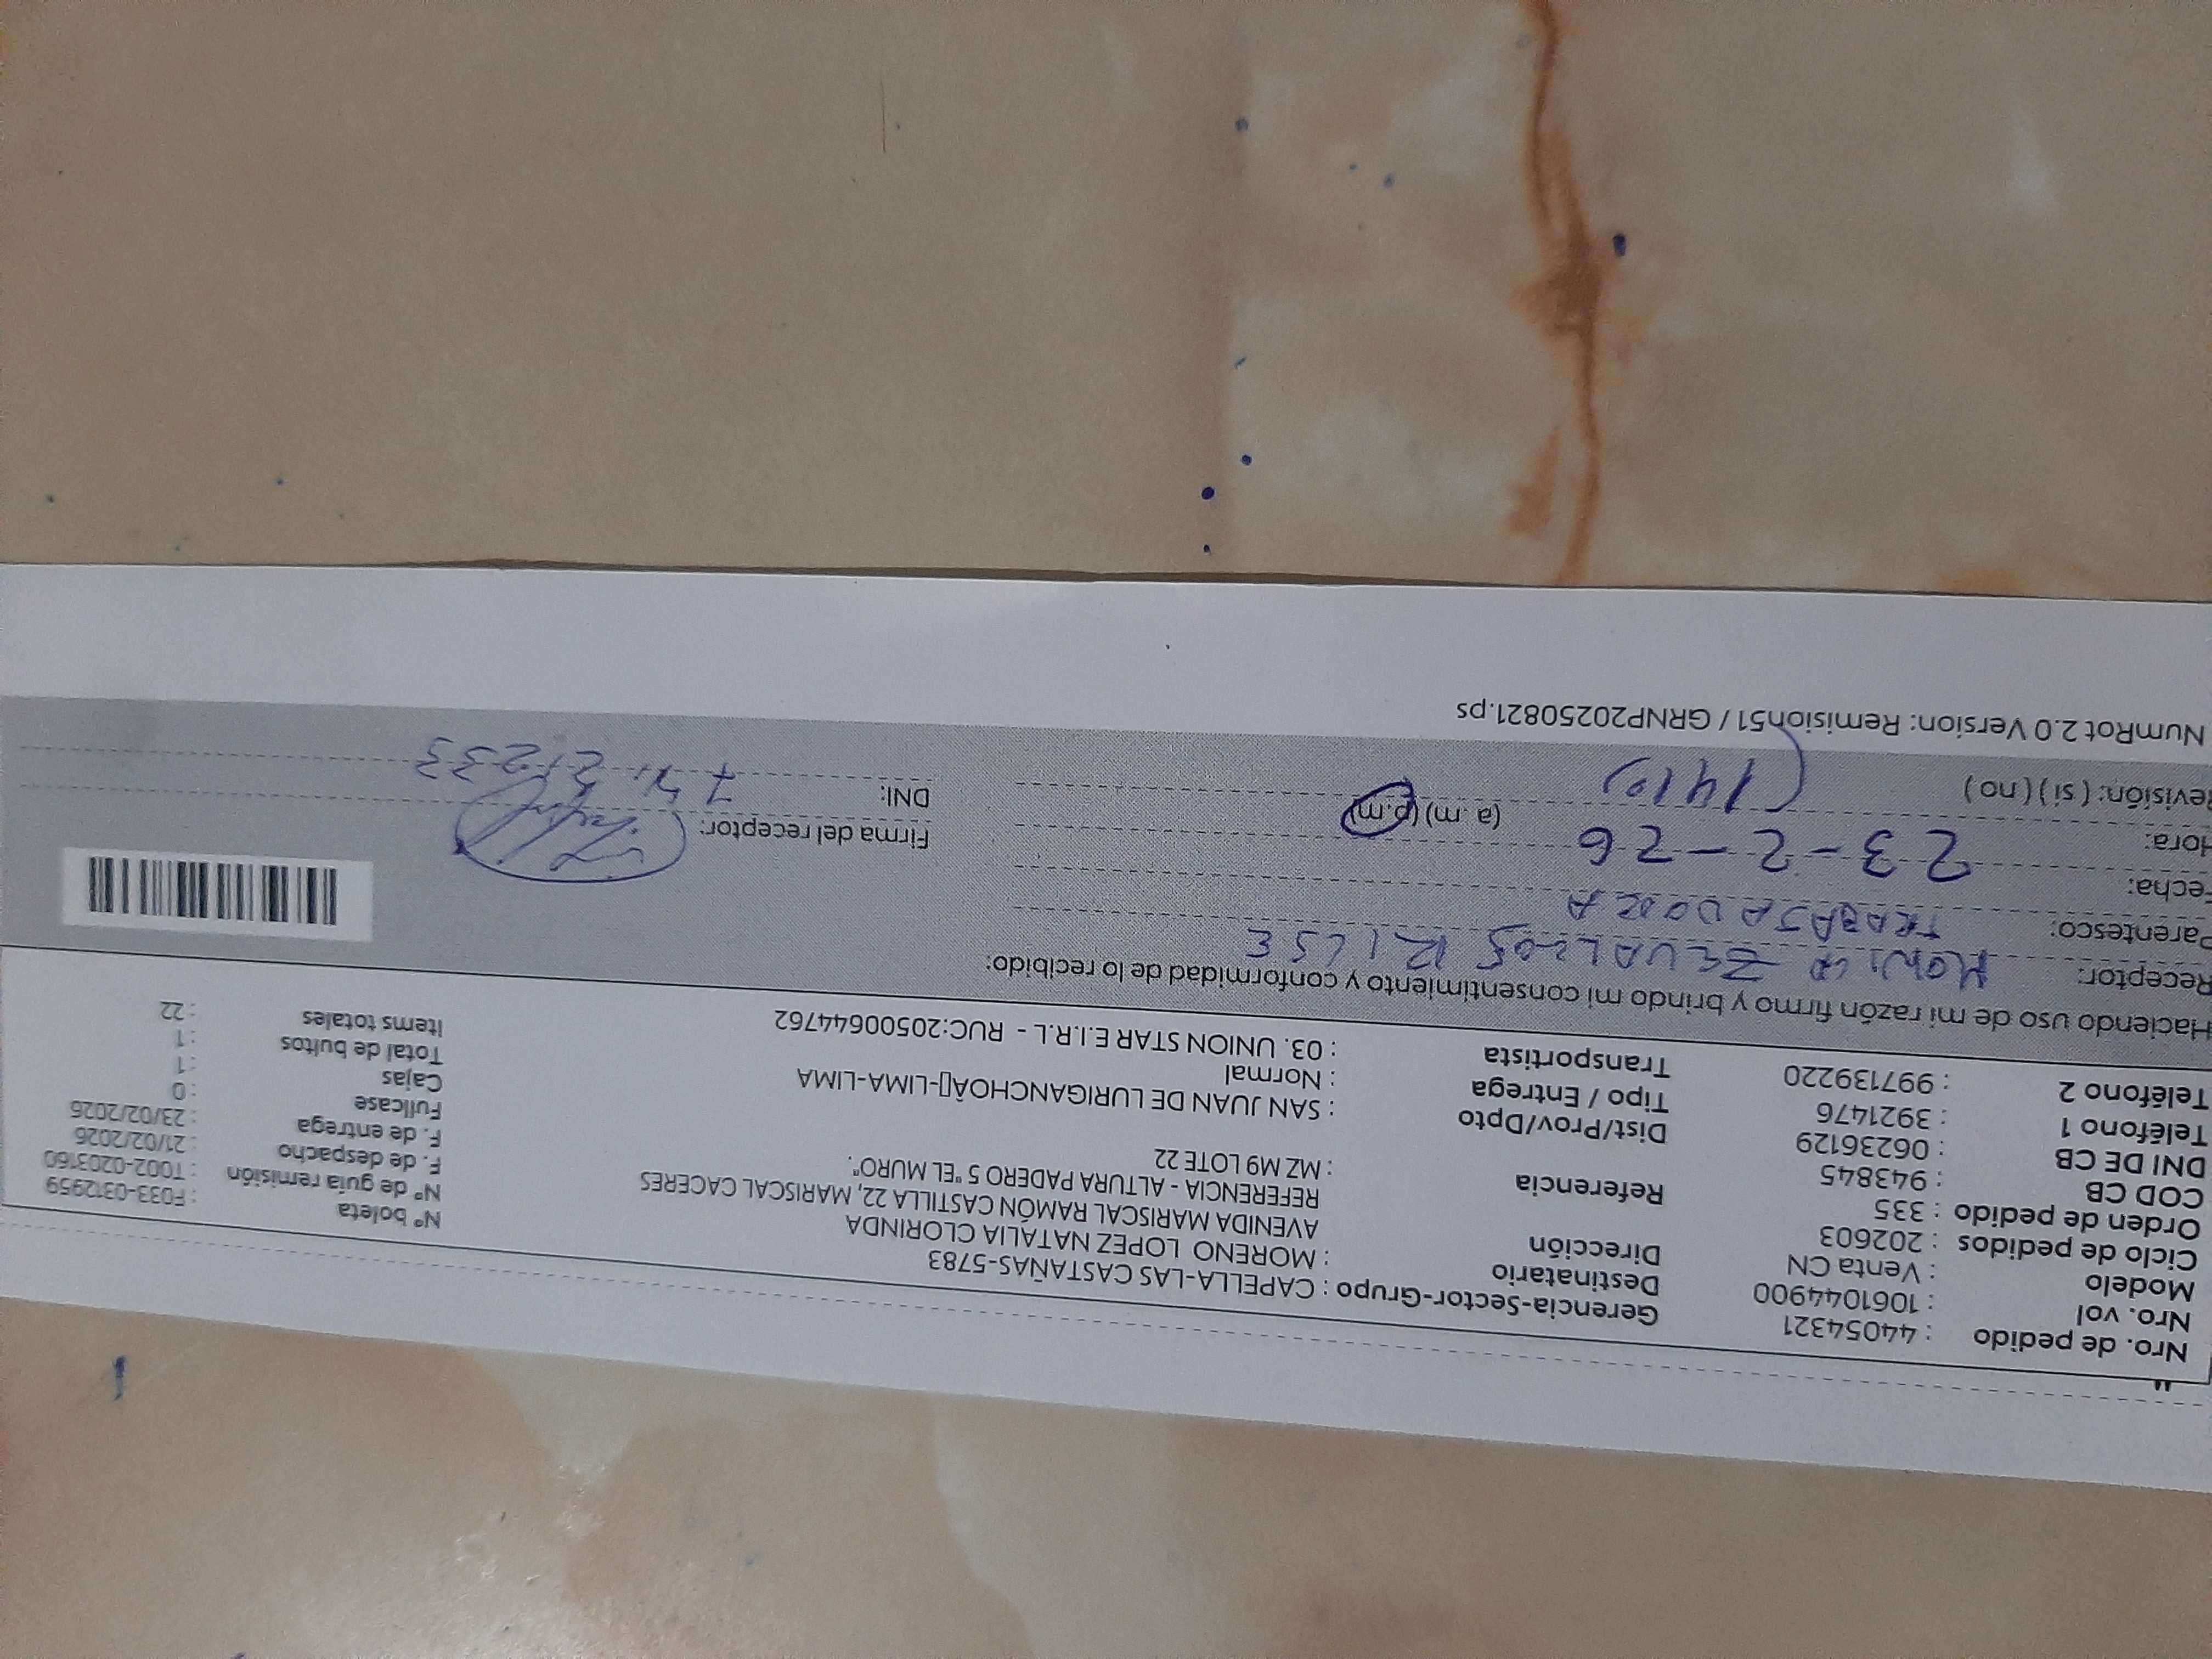 Nro. de pedido : 44054321
Nro. vol : 1061044900
Modelo : Venta CN
Ciclo de pedidos : 202603
Orden de pedido : 335
COD CB : 943845
DNI DE CB : 06236129
Teléfono 1 : 3921476
Teléfono 2 : 997139220
Gerencia-Sector-Grupo : CAPELLA-LAS CASTAÑAS-5783
Destinatario : MORENO LOPEZ NATALIA CLORINDA
Dirección AVENIDA MARISCAL RAMÓN CASTILLA 22, MARISCAL CACERES
REFERENCIA - ALTURA PADERO 5 "EL MURO".
Referencia : MZ M9 LOTE 22
Dist/Prov/Dpto : SAN JUAN DE LURIGANCHOÂ▯-LIMA-LIMA
Tipo / Entrega : Normal
Transportista : 03. UNION STAR E.I.R.L - RUC:20500644762
N° boleta : F033-0312959
N° de guía remisión : T002-0203160
F. de despacho : 21/02/2026
F. de entrega : 23/02/2026
Fullcase : 0
Cajas : 1
Total de bultos : 1
Items totales : 22
Haciendo uso de mi razón firmo y brindo mi consentimiento y conformidad de lo recibido:
Receptor:
Parentesco: TRABAJADORA
Fecha: 23-2-26
Hora: (a.m) (p.m)
Revisión: ( si ) ( no )
Firma del receptor:
DNI:
NumRot 2.0 Version: Remision51 / GRNP20250821.ps